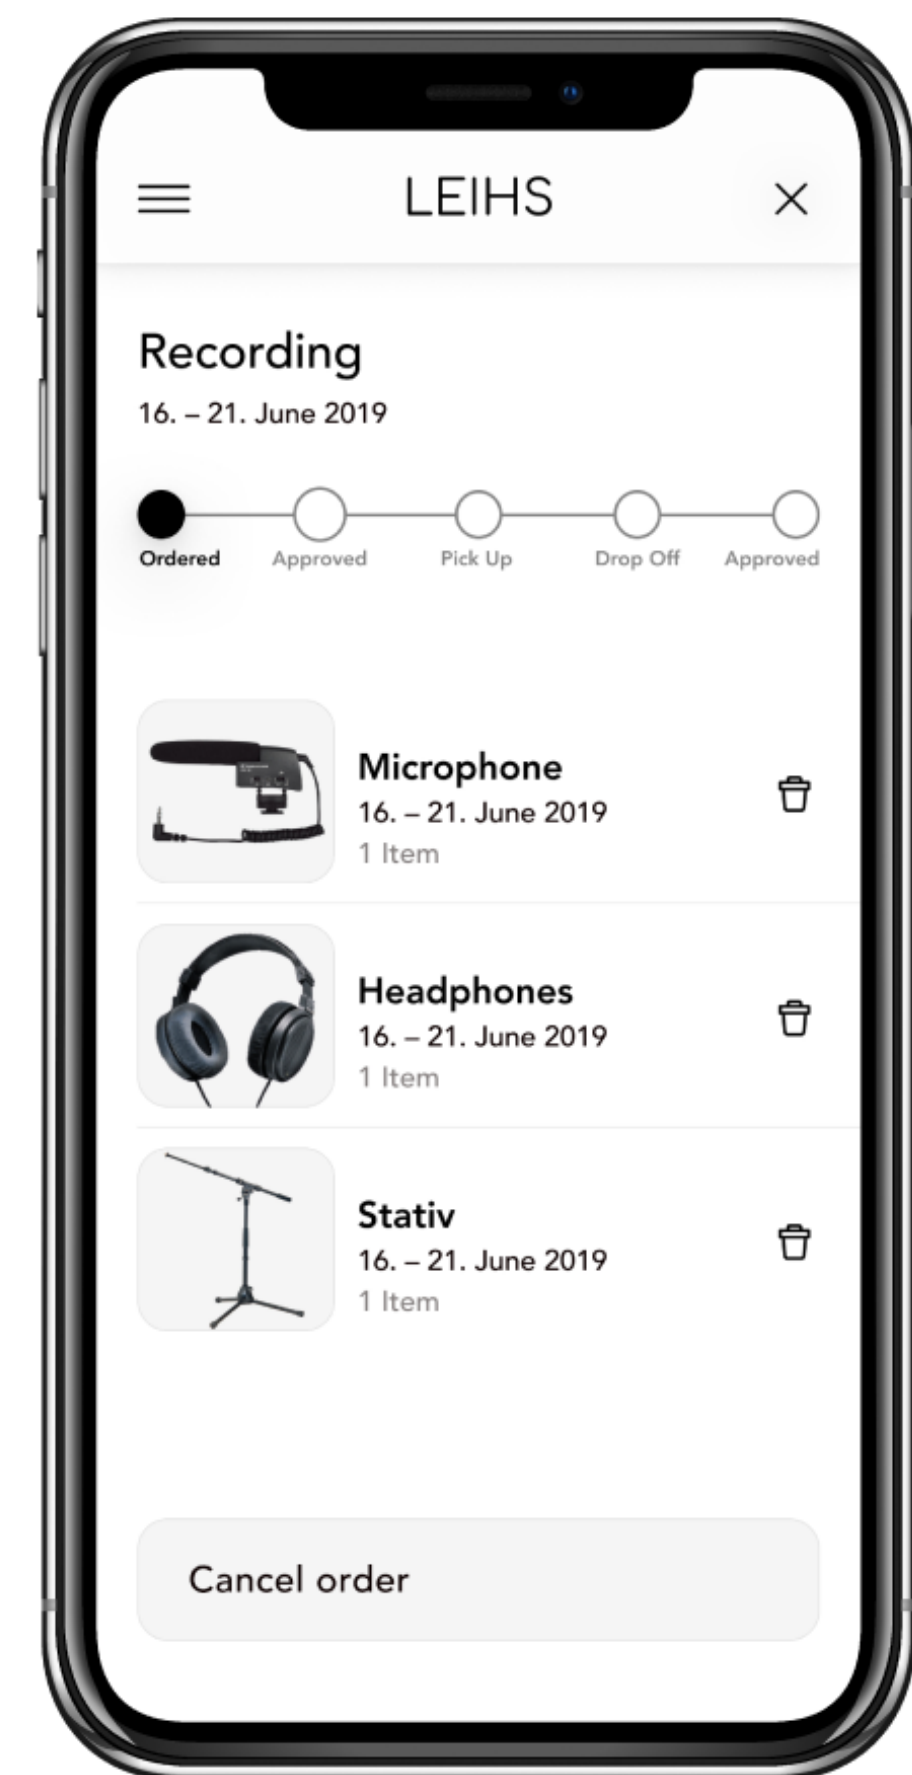 LEIHS
Recording
16. – 21. June 2019
Ordered Approved Pick Up Drop Off Approved
Microphone
16. – 21. June 2019
1 Item
Headphones
16. – 21. June 2019
1 Item
Stativ
16. – 21. June 2019
1 Item
Cancel order